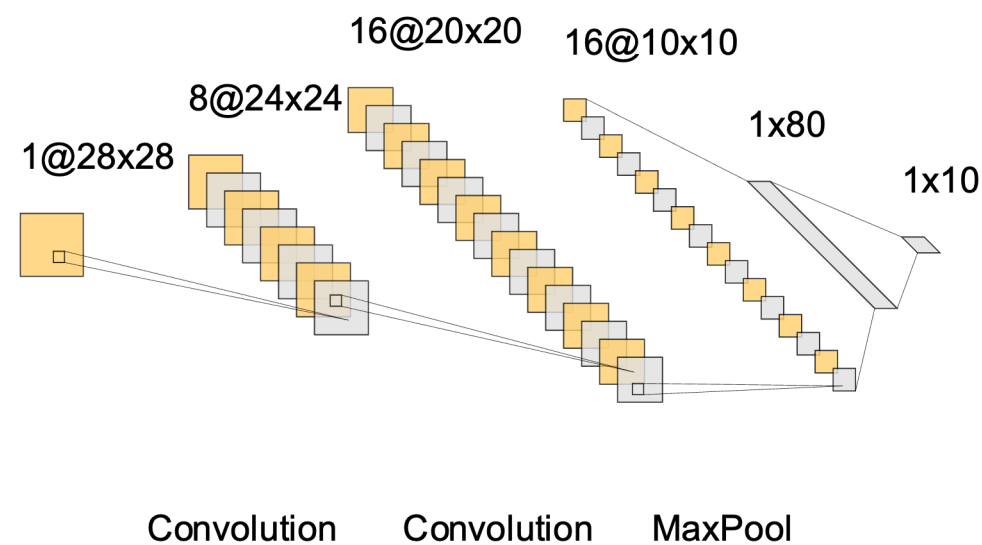 16@20x20
16@10x10
8@24x24
1x80
1@28x28
1x10
Convolution
Convolution
MaxPool